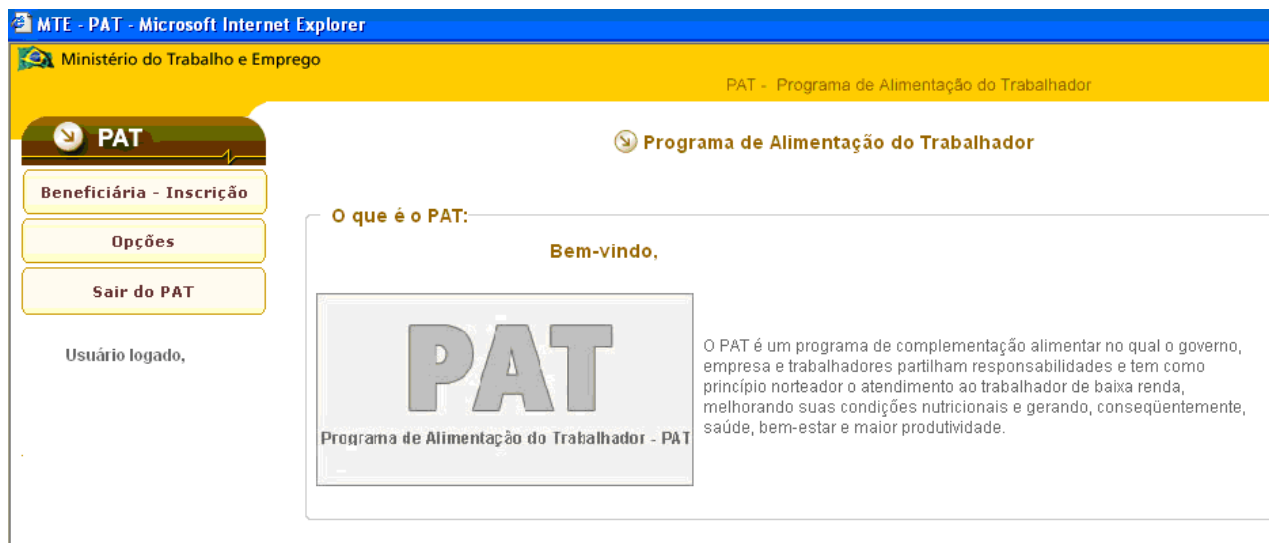 MTE - PAT - Microsoft Internet Explorer
Ministério do Trabalho e Emprego
PAT - Programa de Alimentação do Trabalhador
PAT
Programa de Alimentação do Trabalhador
Beneficiária - Inscrição
Opções
Sair do PAT
Usuário logado,
O que é o PAT:
Bem-vindo,
PAT
Programa de Alimentação do Trabalhador - PAT
O PAT é um programa de complementação alimentar no qual o governo,
empresa e trabalhadores partilham responsabilidades e tem como
princípio norteador o atendimento ao trabalhador de baixa renda,
melhorando suas condições nutricionais e gerando, conseqüentemente,
saúde, bem-estar e maior produtividade.